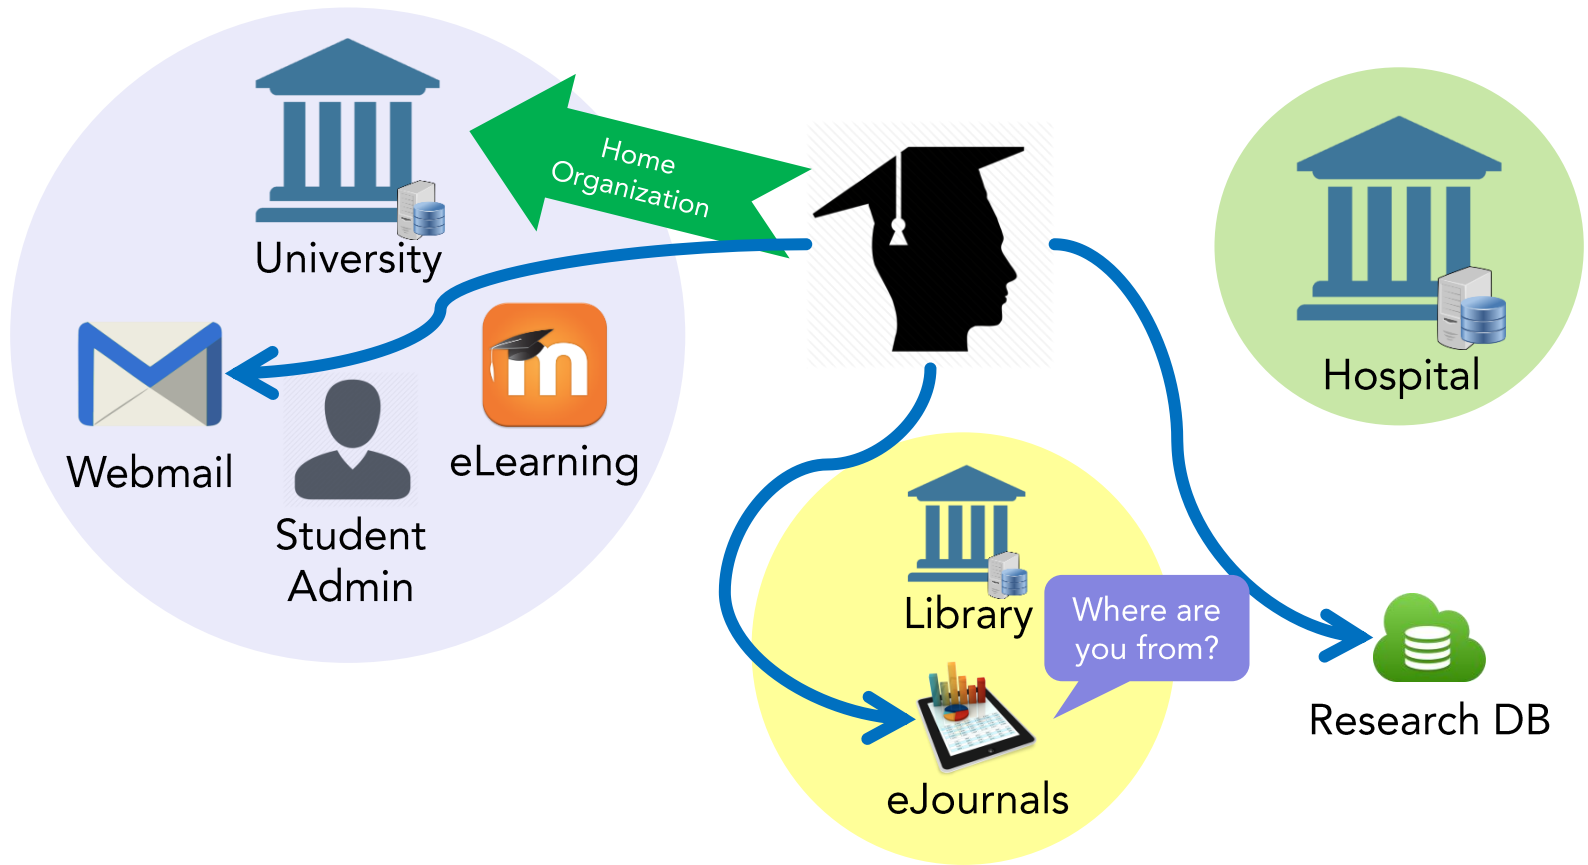 Home
Organization
University
Webmail
eLearning
Student
Admin
Hospital
Library
Where are
you from?
eJournals
Research DB
m